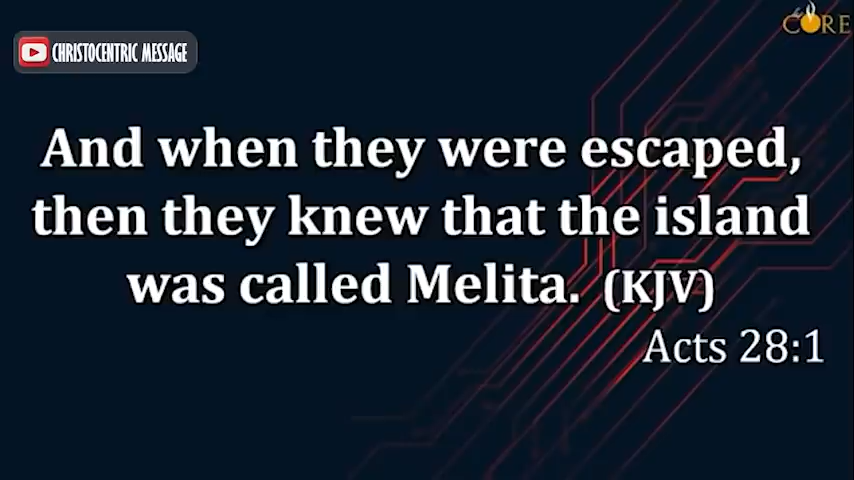 CORE
CHRISTOCENTRIC MESSAGE
And when they were escaped,
then they knew that the island
was called Melita. (KJV)
Acts 28:1